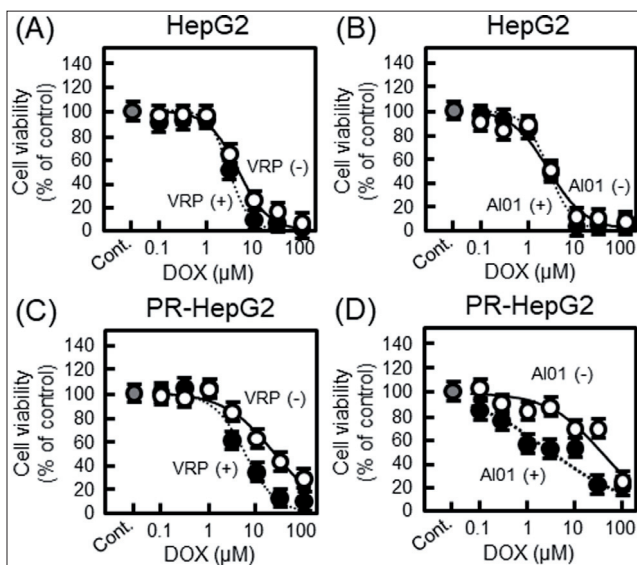 (A) HepG2
Cell viability
(% of control)
140
120
100
80
60
40
20
0
VRP (-)
VRP (+)
Cont. 0.1 1 10 100
DOX (µM)
(B) HepG2
Cell viability
(% of control)
140
120
100
80
60
40
20
0
AI01 (-)
AI01 (+)
Cont. 0.1 1 10 100
DOX (µM)
(C) PR-HepG2
Cell viability
(% of control)
140
120
100
80
60
40
20
0
VRP (-)
VRP (+)
Cont. 0.1 1 10 100
DOX (µM)
(D) PR-HepG2
Cell viability
(% of control)
140
120
100
80
60
40
20
0
AI01 (-)
AI01 (+)
Cont. 0.1 1 10 100
DOX (µM)